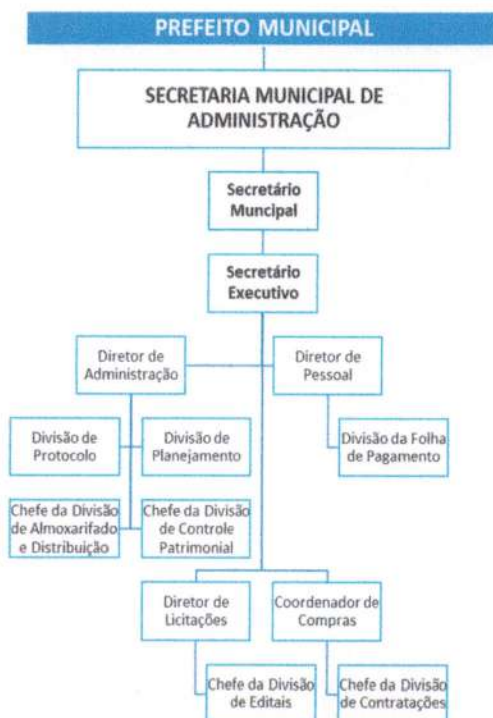 PREFEITO MUNICIPAL
SECRETARIA MUNICIPAL DE
ADMINISTRAÇÃO
Secretário
Muncipal
Secretário
Executivo
Diretor de
Administração
Diretor de
Pessoal
Divisão de
Protocolo
Divisão de
Planejamento
Divisão da Folha
de Pagamento
Chefe da Divisão
de Almoxarifado
e Distribuição
Chefe da Divisão
de Controle
Patrimonial
Diretor de
Licitações
Coordenador de
Compras
Chefe da Divisão
de Editais
Chefe da Divisão
de Contratações